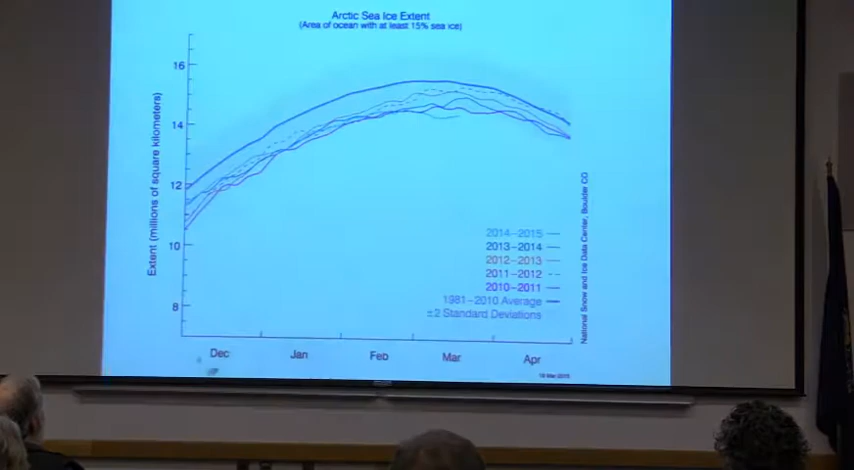 Arctic Sea Ice Extent
(Area of ocean with at least 15% sea ice)
Extent (millions of square kilometers)
16
14
12
10
8
2014–2015
2013–2014
2012–2013
2011–2012
2010–2011
1981–2010 Average
±2 Standard Deviations
National Snow and Ice Data Center, Boulder CO
Dec
Jan
Feb
Mar
Apr